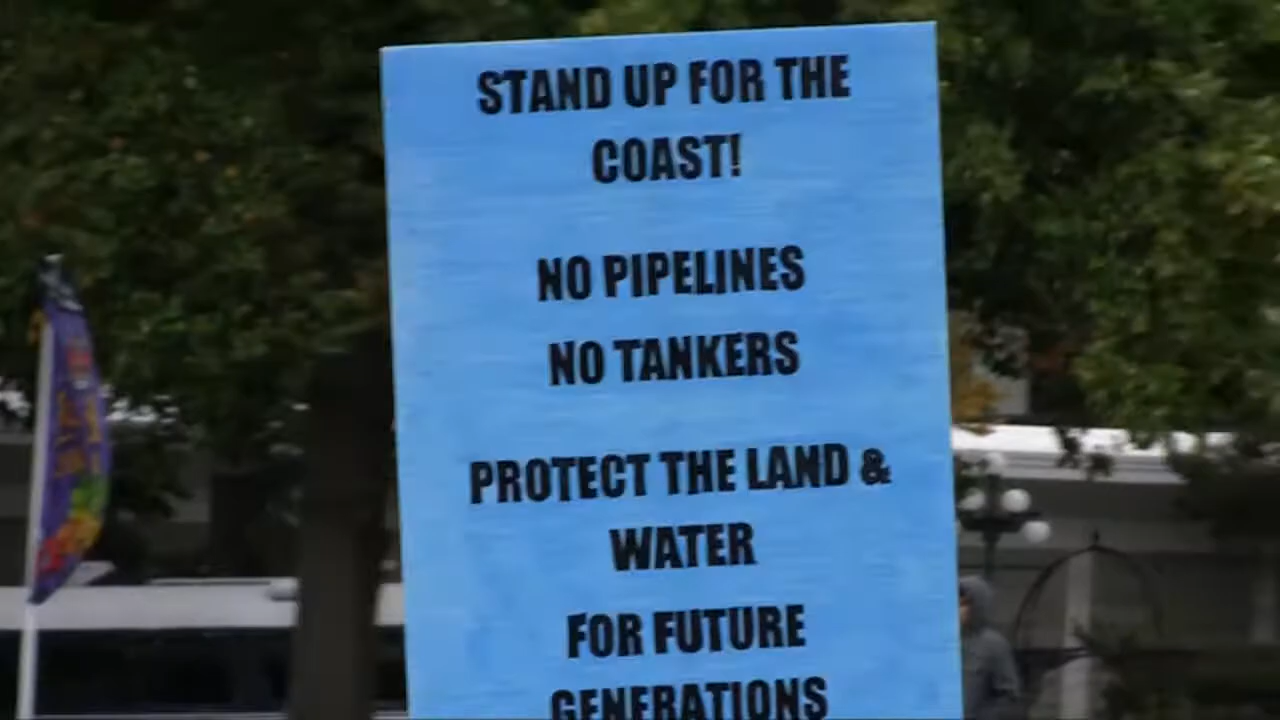 STAND UP FOR THE
COAST!
NO PIPELINES
NO TANKERS
PROTECT THE LAND &
WATER
FOR FUTURE
GENERATIONS